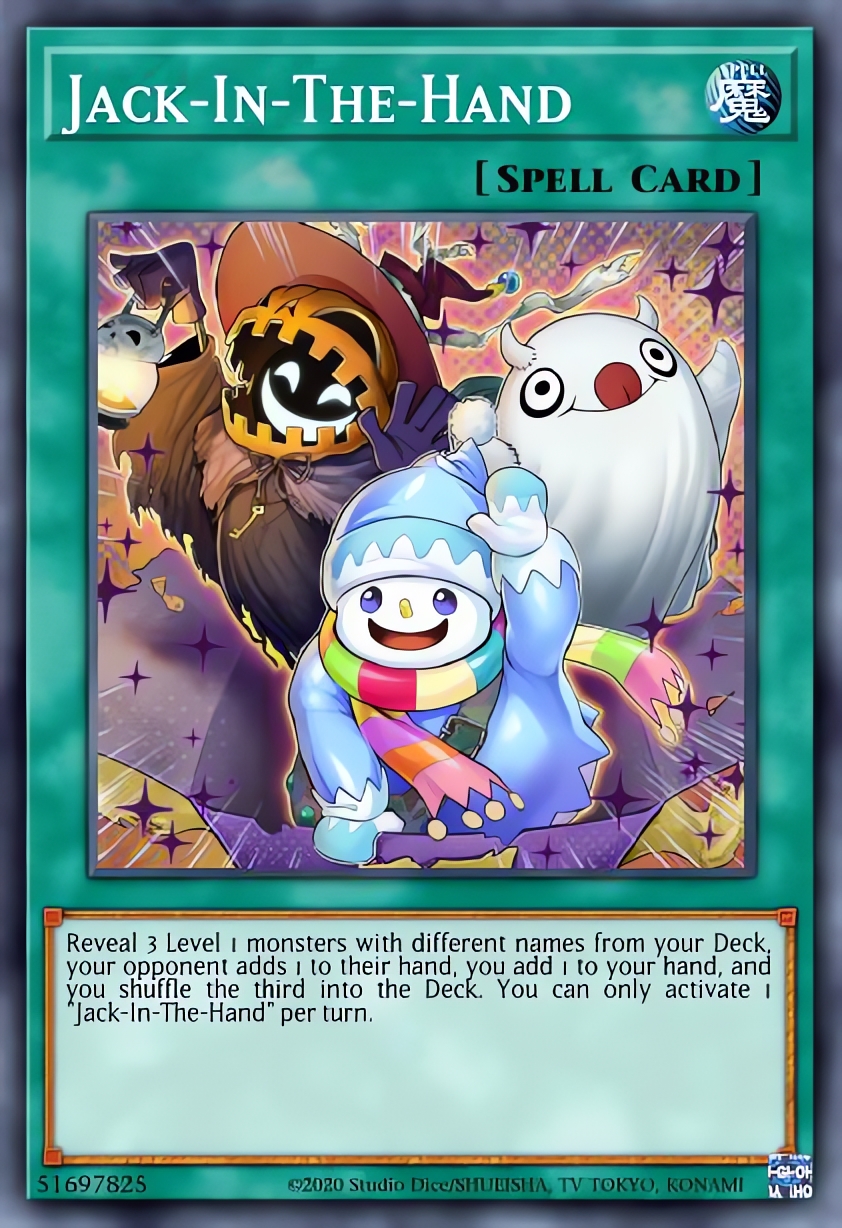 Jack-In-The-Hand
魔
[Spell Card]
Reveal 3 Level 1 monsters with different names from your Deck,
your opponent adds 1 to their hand, you add 1 to your hand, and
you shuffle the third into the Deck. You can only activate 1
"Jack-In-The-Hand" per turn.
51697825
©2020 Studio Dice/SHUEISHA, TV TOKYO, KONAMI